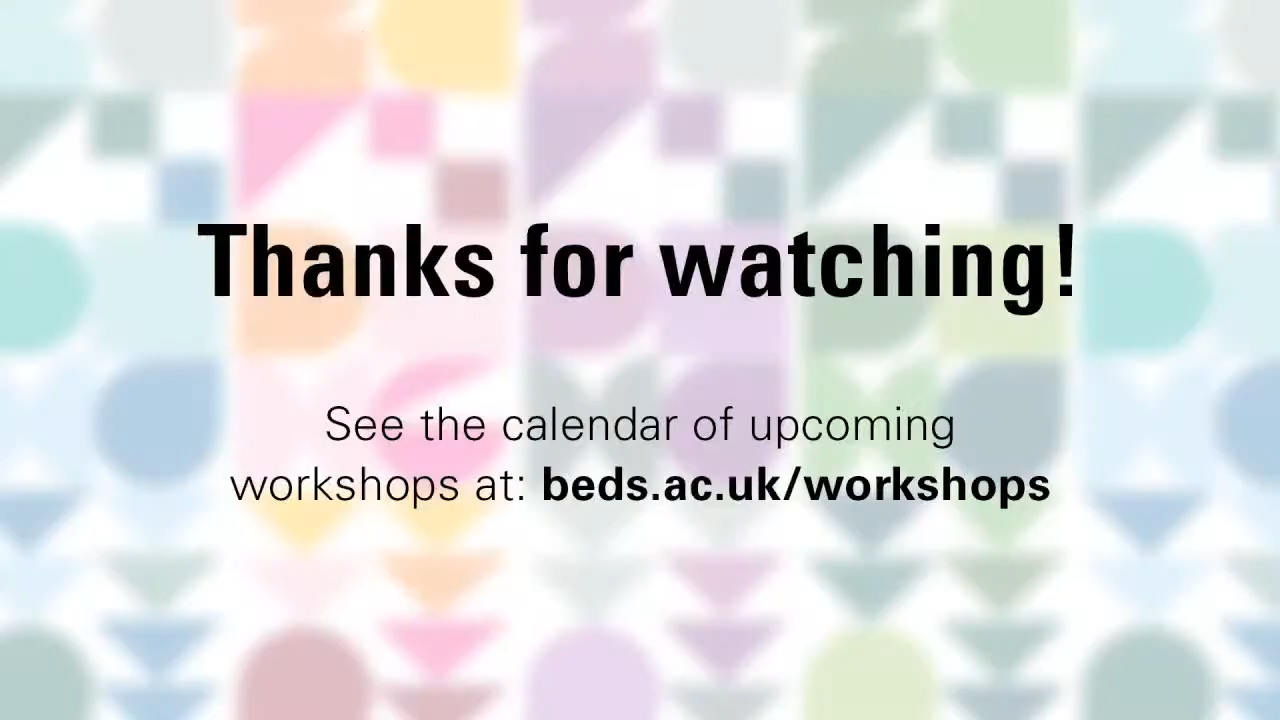 Thanks for watching!
See the calendar of upcoming
workshops at: beds.ac.uk/workshops